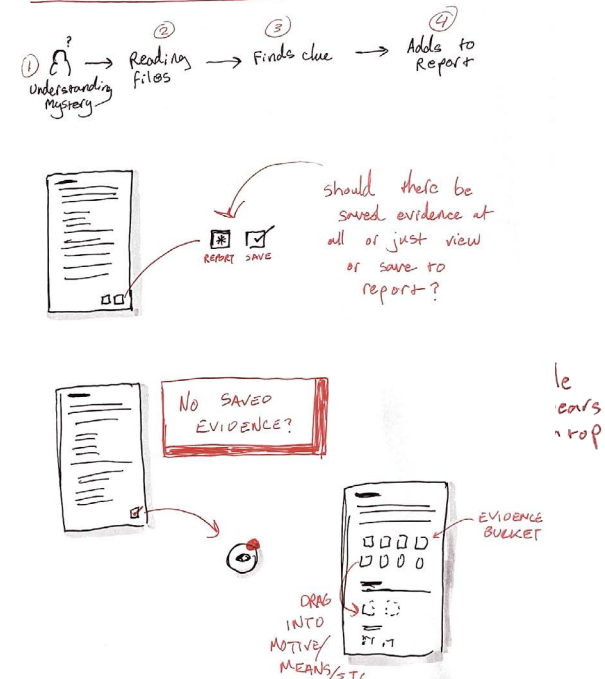 ① ? → ② → ③ → ④
Understanding
Mystery
Reading
files
Finds clue
Adds to
Report
should there be
saved evidence at
all or just view
or save to
report?
REPORT SAVE
NO SAVED
EVIDENCE?
le
ears
rop
EVIDENCE
BUCKET
DRAG
INTO
MOTIVE/
MEANS/ETC